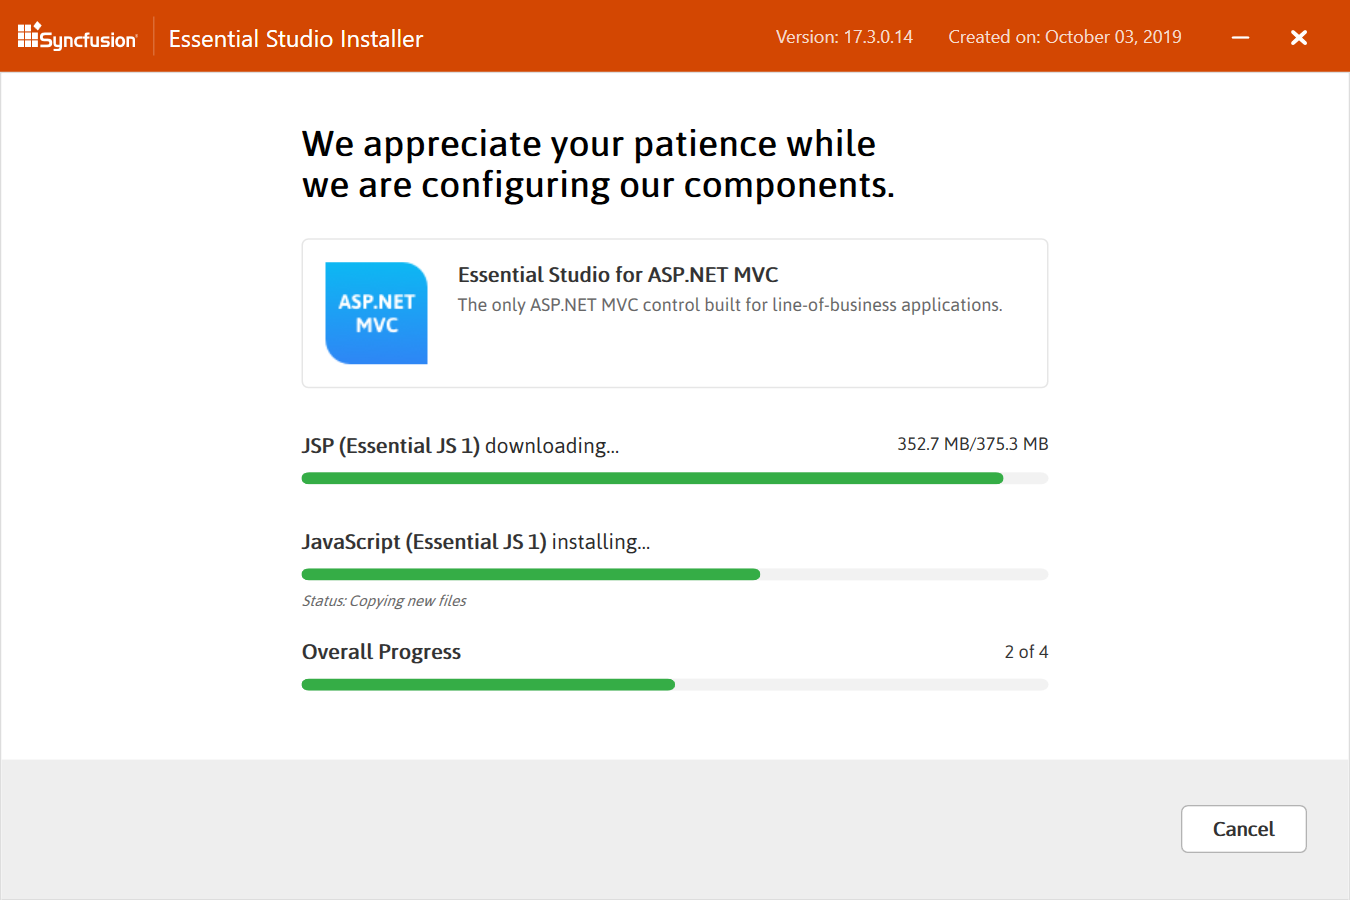 Syncfusion Essential Studio Installer Version: 17.3.0.14 Created on: October 03, 2019
We appreciate your patience while
we are configuring our components.
ASP.NET
MVC
Essential Studio for ASP.NET MVC
The only ASP.NET MVC control built for line-of-business applications.
JSP (Essential JS 1) downloading... 352.7 MB/375.3 MB
JavaScript (Essential JS 1) installing...
Status: Copying new files
Overall Progress 2 of 4
Cancel